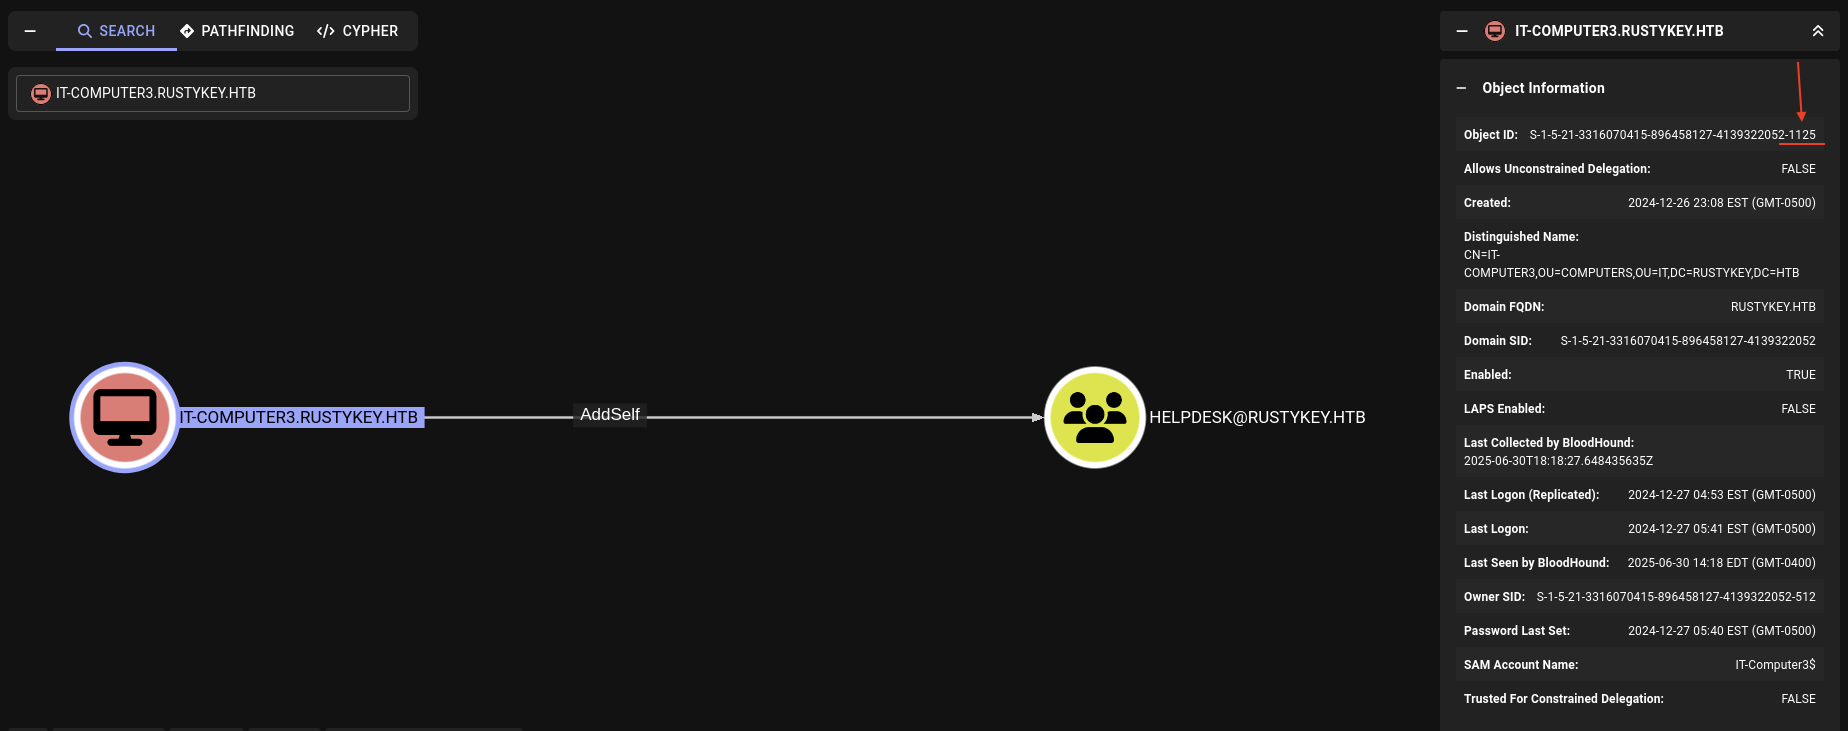 SEARCH
PATHFINDING
CYPHER
IT-COMPUTER3.RUSTYKEY.HTB
IT-COMPUTER3.RUSTYKEY.HTB
AddSelf
HELPDESK@RUSTYKEY.HTB
IT-COMPUTER3.RUSTYKEY.HTB
Object Information
Object ID: S-1-5-21-3316070415-896458127-4139322052-1125
Allows Unconstrained Delegation: FALSE
Created: 2024-12-26 23:08 EST (GMT-0500)
Distinguished Name:
CN=IT-
COMPUTER3,OU=COMPUTERS,OU=IT,DC=RUSTYKEY,DC=HTB
Domain FQDN: RUSTYKEY.HTB
Domain SID: S-1-5-21-3316070415-896458127-4139322052
Enabled: TRUE
LAPS Enabled: FALSE
Last Collected by BloodHound:
2025-06-30T18:18:27.648435635Z
Last Logon (Replicated): 2024-12-27 04:53 EST (GMT-0500)
Last Logon: 2024-12-27 05:41 EST (GMT-0500)
Last Seen by BloodHound: 2025-06-30 14:18 EDT (GMT-0400)
Owner SID: S-1-5-21-3316070415-896458127-4139322052-512
Password Last Set: 2024-12-27 05:40 EST (GMT-0500)
SAM Account Name: IT-Computer3$
Trusted For Constrained Delegation: FALSE